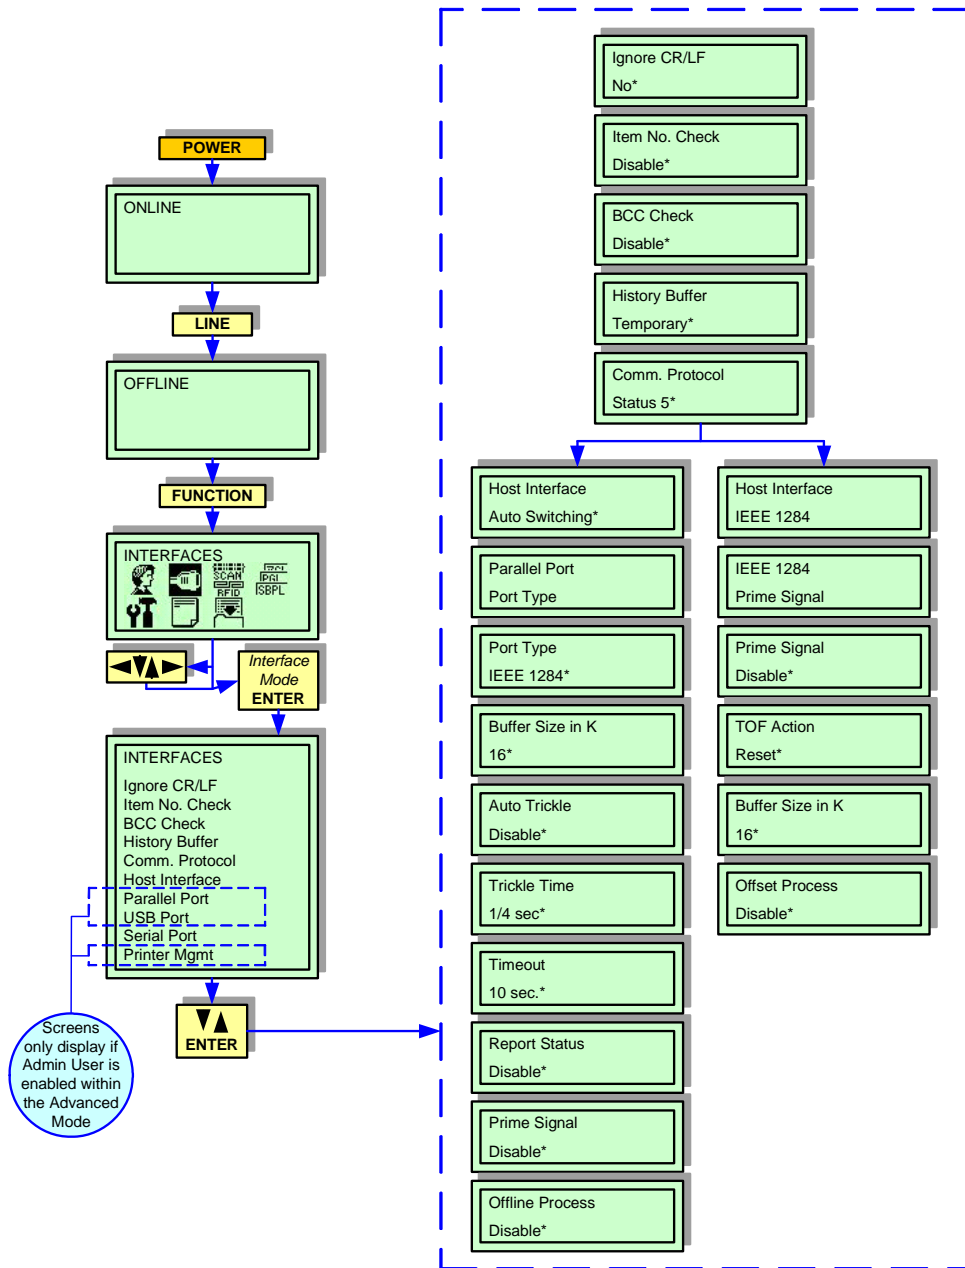 POWER
ONLINE
LINE
OFFLINE
FUNCTION
INTERFACES
SCAN
RFID
PGL
SBPL
Interface
Mode
ENTER
INTERFACES
Ignore CR/LF
Item No. Check
BCC Check
History Buffer
Comm. Protocol
Host Interface
Parallel Port
USB Port
Serial Port
Printer Mgmt
ENTER
Screens
only display if
Admin User is
enabled within
the Advanced
Mode
Ignore CR/LF
No*
Item No. Check
Disable*
BCC Check
Disable*
History Buffer
Temporary*
Comm. Protocol
Status 5*
Host Interface
Auto Switching*
Parallel Port
Port Type
Port Type
IEEE 1284*
Buffer Size in K
16*
Auto Trickle
Disable*
Trickle Time
1/4 sec*
Timeout
10 sec.*
Report Status
Disable*
Prime Signal
Disable*
Offline Process
Disable*
Host Interface
IEEE 1284
IEEE 1284
Prime Signal
Prime Signal
Disable*
TOF Action
Reset*
Buffer Size in K
16*
Offset Process
Disable*